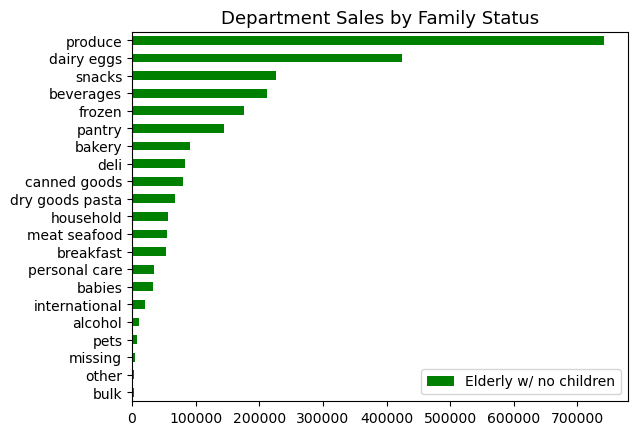 Department Sales by Family Status
produce
dairy eggs
snacks
beverages
frozen
pantry
bakery
deli
canned goods
dry goods pasta
household
meat seafood
breakfast
personal care
babies
international
alcohol
pets
missing
other
bulk
Elderly w/ no children
0 100000 200000 300000 400000 500000 600000 700000